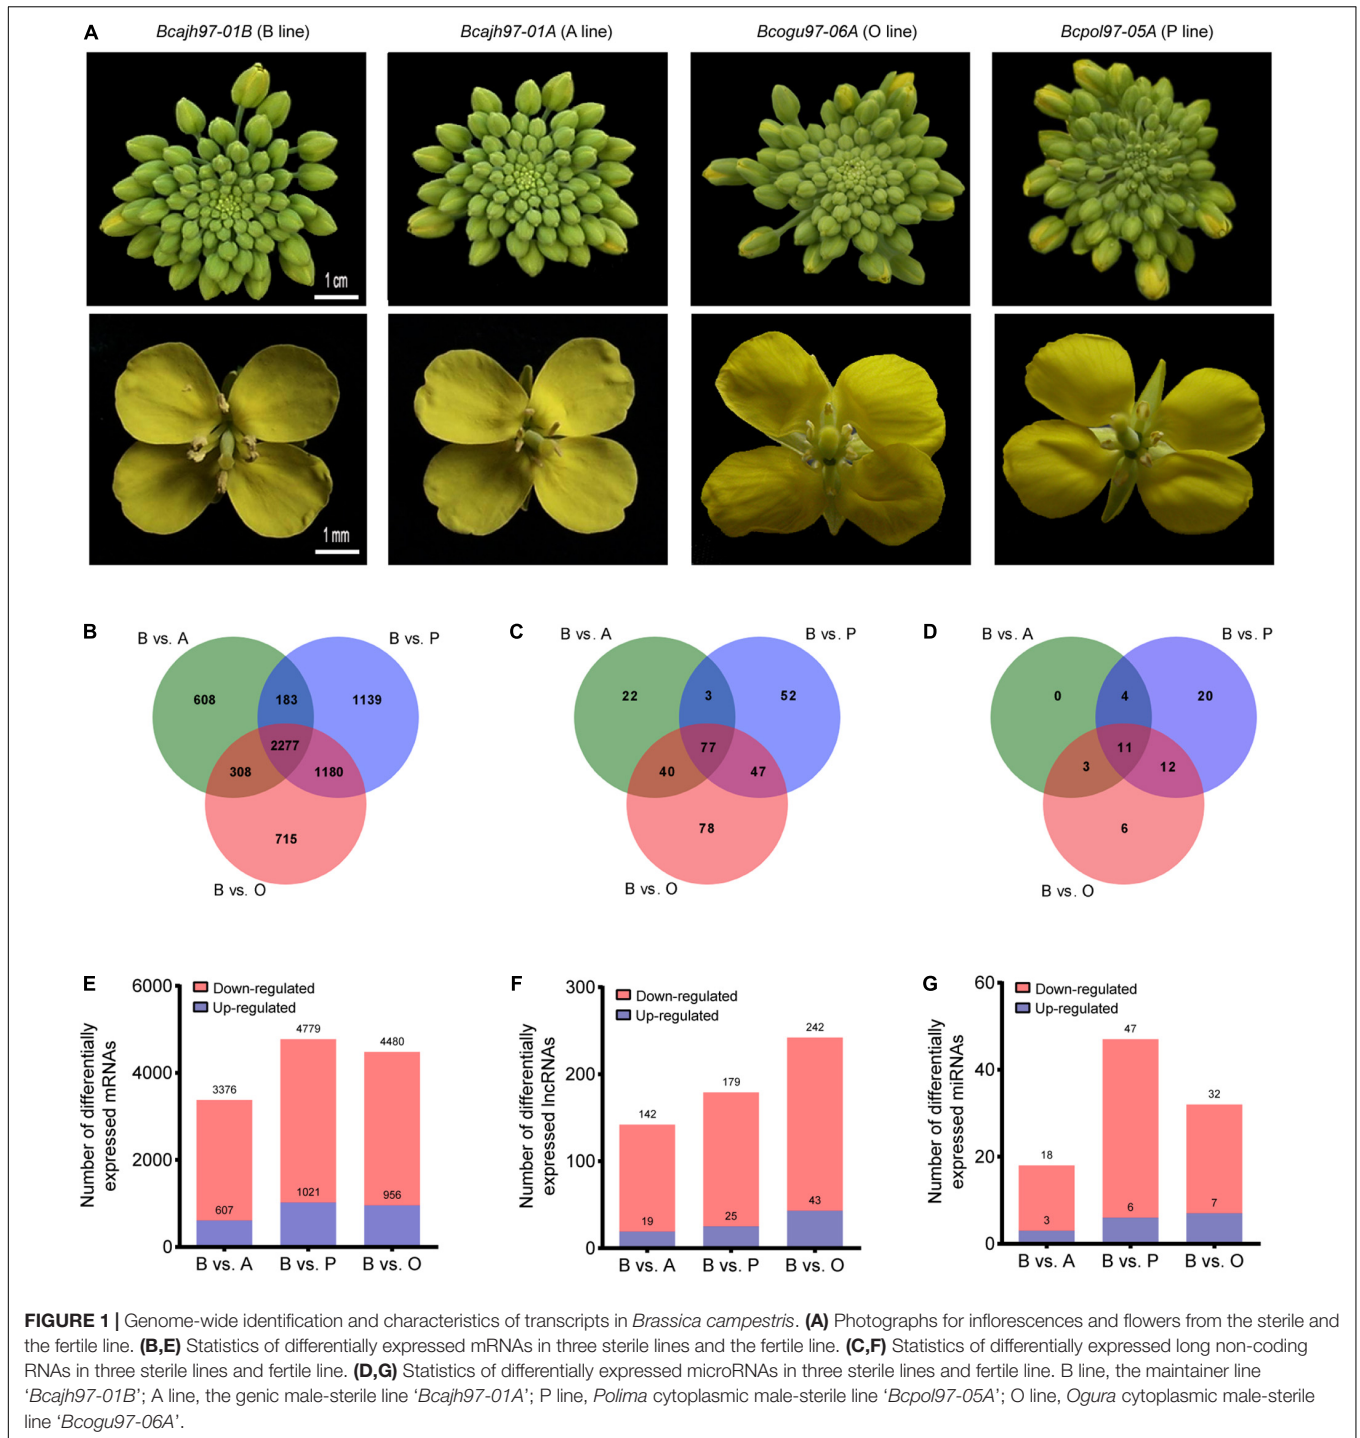 A
Bcajh97-01B (B line)
Bcajh97-01A (A line)
Bcogu97-06A (O line)
Bcpol97-05A (P line)
1 cm
1 mm
B
B vs. A
B vs. P
608
183
1139
2277
308
1180
715
B vs. O
C
B vs. A
B vs. P
22
3
52
77
40
47
78
B vs. O
D
B vs. A
B vs. P
0
4
20
11
3
12
6
B vs. O
E
Number of differentially
expressed mRNAs
6000
4000
2000
0
Down-regulated
Up-regulated
3376
4779
4480
607
1021
956
B vs. A
B vs. P
B vs. O
F
Number of differentially
expressed lncRNAs
300
200
100
0
Down-regulated
Up-regulated
142
179
242
19
25
43
B vs. A
B vs. P
B vs. O
G
Number of differentially
expressed miRNAs
60
40
20
0
Down-regulated
Up-regulated
18
47
32
3
6
7
B vs. A
B vs. P
B vs. O
FIGURE 1 | Genome-wide identification and characteristics of transcripts in Brassica campestris. (A) Photographs for inflorescences and flowers from the sterile and
the fertile line. (B,E) Statistics of differentially expressed mRNAs in three sterile lines and the fertile line. (C,F) Statistics of differentially expressed long non-coding
RNAs in three sterile lines and fertile line. (D,G) Statistics of differentially expressed microRNAs in three sterile lines and fertile line. B line, the maintainer line
‘Bcajh97-01B’; A line, the genic male-sterile line ‘Bcajh97-01A’; P line, Polima cytoplasmic male-sterile line ‘Bcpol97-05A’; O line, Ogura cytoplasmic male-sterile
line ‘Bcogu97-06A’.